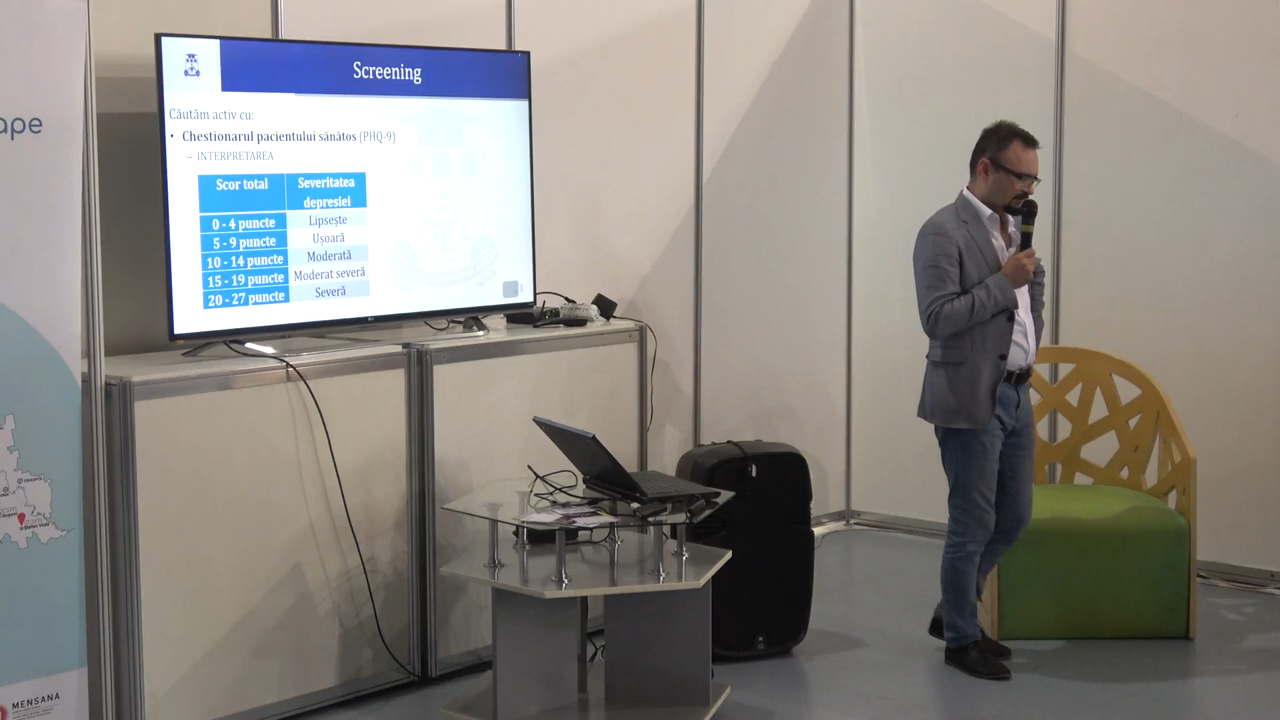 ape
Screening
Căutăm activ cu:
• Chestionarul pacientului sănătos (PHQ-9)
– INTERPRETAREA
Scor total Severitatea depresiei
0 - 4 puncte Lipsește
5 - 9 puncte Ușoară
10 - 14 puncte Moderată
15 - 19 puncte Moderat severă
20 - 27 puncte Severă
MENSANA